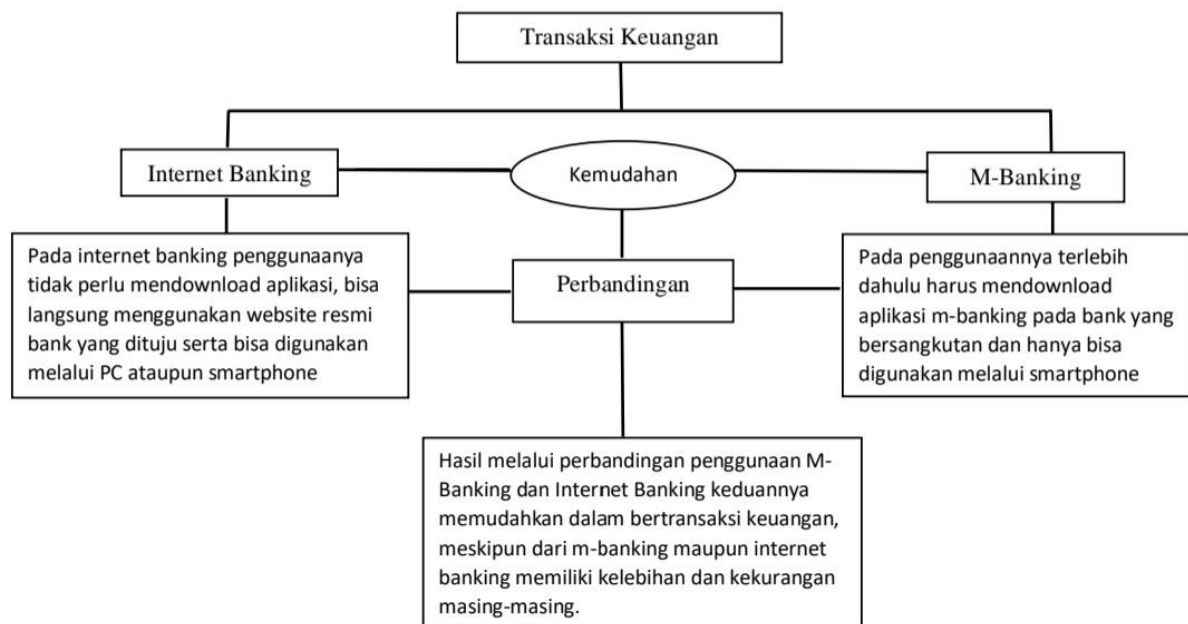 Transaksi Keuangan
Internet Banking
Kemudahan
M-Banking
Pada internet banking penggunaanya
tidak perlu mendownload aplikasi, bisa
langsung menggunakan website resmi
bank yang dituju serta bisa digunakan
melalui PC ataupun smartphone
Perbandingan
Pada penggunaannya terlebih
dahulu harus mendownload
aplikasi m-banking pada bank yang
bersangkutan dan hanya bisa
digunakan melalui smartphone
Hasil melalui perbandingan penggunaan M-
Banking dan Internet Banking keduannya
memudahkan dalam bertransaksi keuangan,
meskipun dari m-banking maupun internet
banking memiliki kelebihan dan kekurangan
masing-masing.